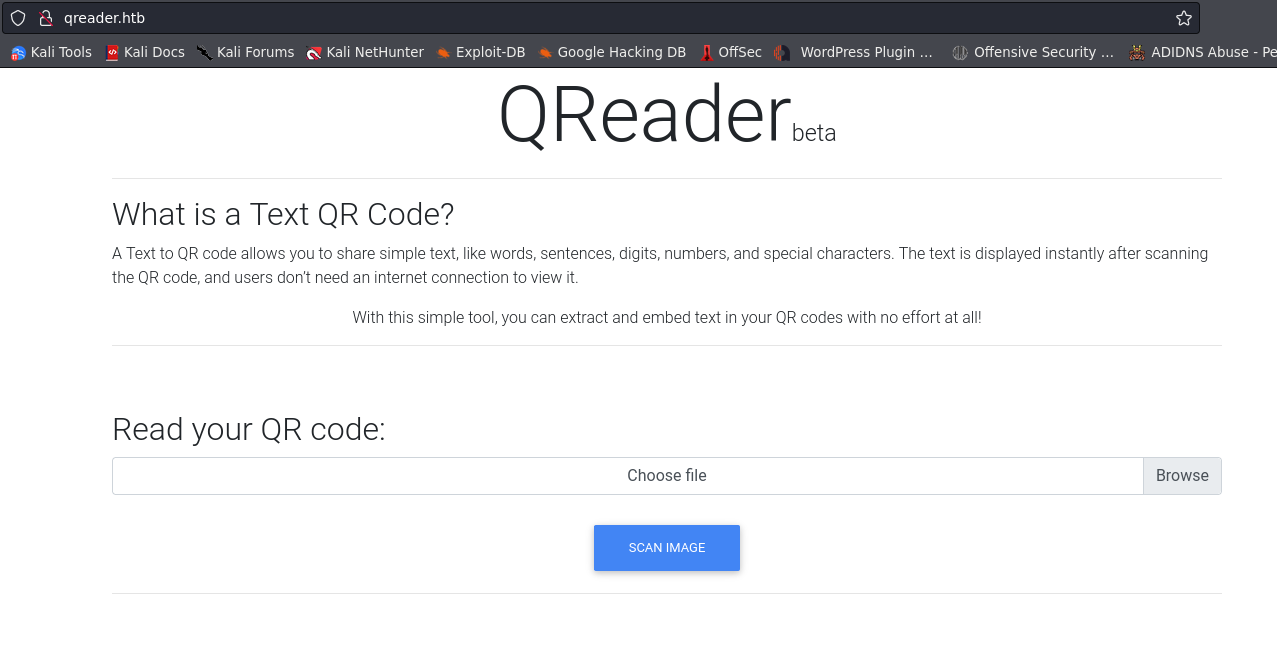 qreader.htb
Kali Tools Kali Docs Kali Forums Kali NetHunter Exploit-DB Google Hacking DB OffSec WordPress Plugin ... Offensive Security ... ADIDNS Abuse - Pe
QReader beta
What is a Text QR Code?
A Text to QR code allows you to share simple text, like words, sentences, digits, numbers, and special characters. The text is displayed instantly after scanning
the QR code, and users don’t need an internet connection to view it.
With this simple tool, you can extract and embed text in your QR codes with no effort at all!
Read your QR code:
Choose file Browse
SCAN IMAGE